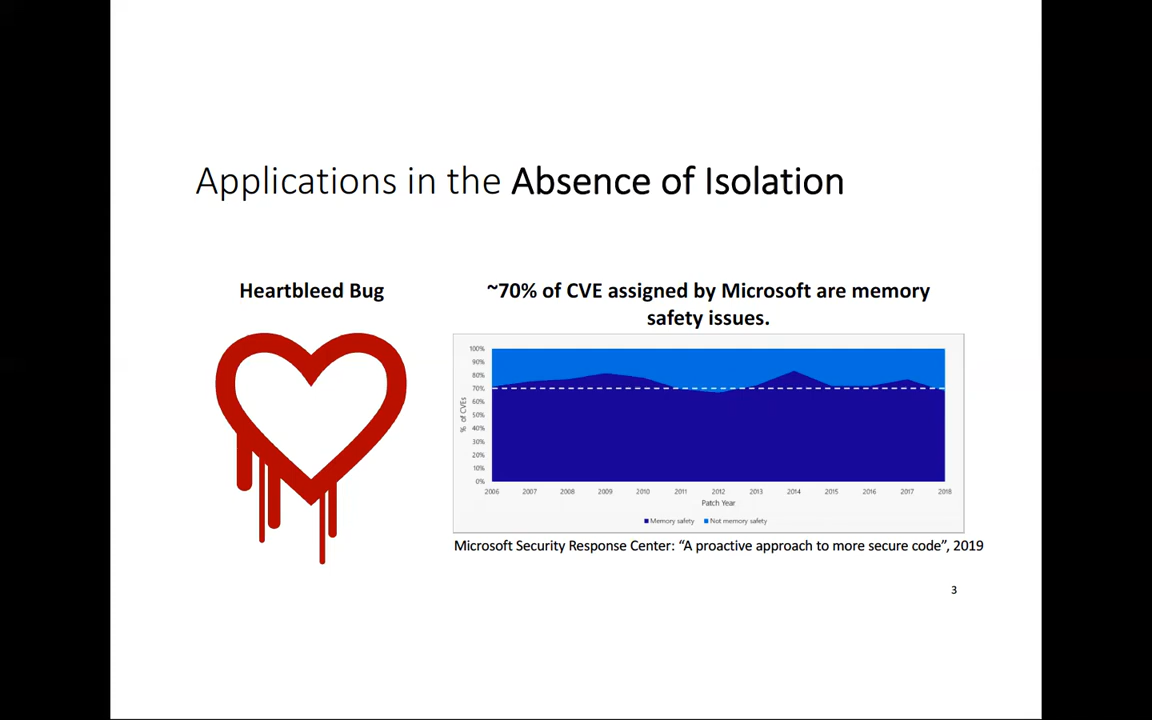 Applications in the Absence of Isolation
Heartbleed Bug
~70% of CVE assigned by Microsoft are memory
safety issues.
100%
90%
80%
70%
60%
50%
40%
30%
20%
10%
0%
% of CVEs
2006 2007 2008 2009 2010 2011 2012 2013 2014 2015 2016 2017 2018
Patch Year
Memory safety Not memory safety
Microsoft Security Response Center: “A proactive approach to more secure code”, 2019
3